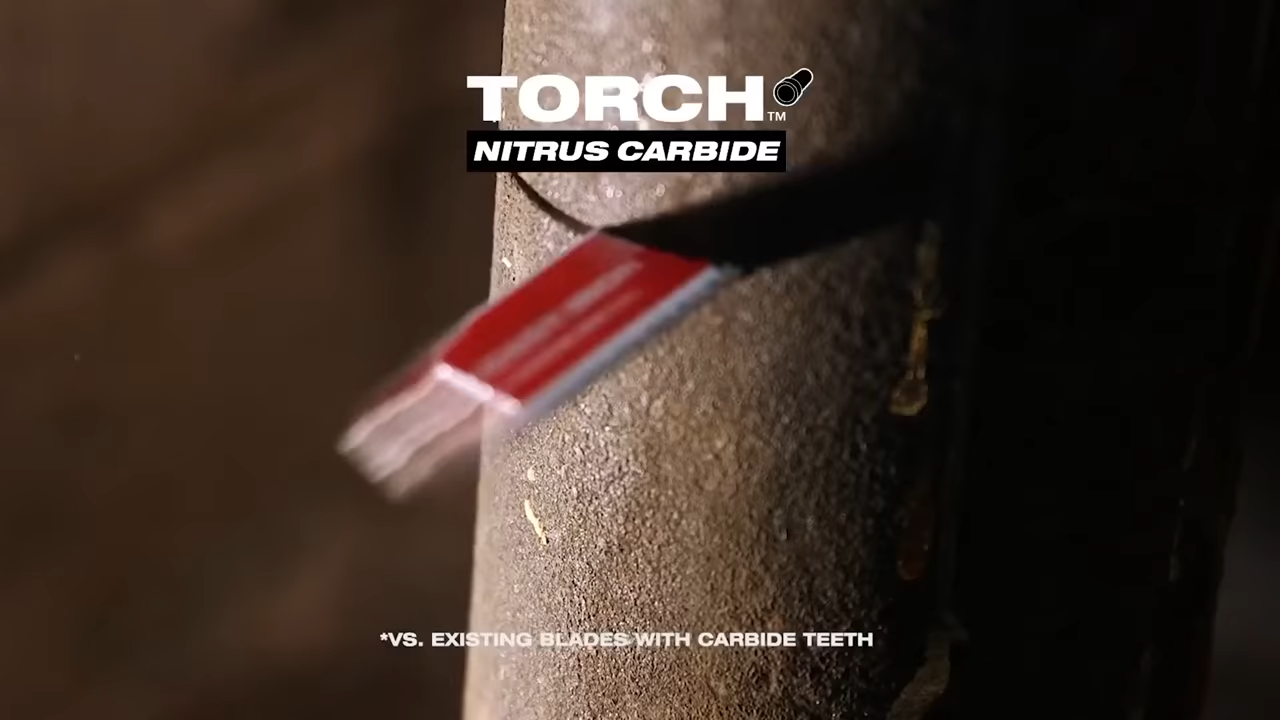 TORCH™
NITRUS CARBIDE
*VS. EXISTING BLADES WITH CARBIDE TEETH